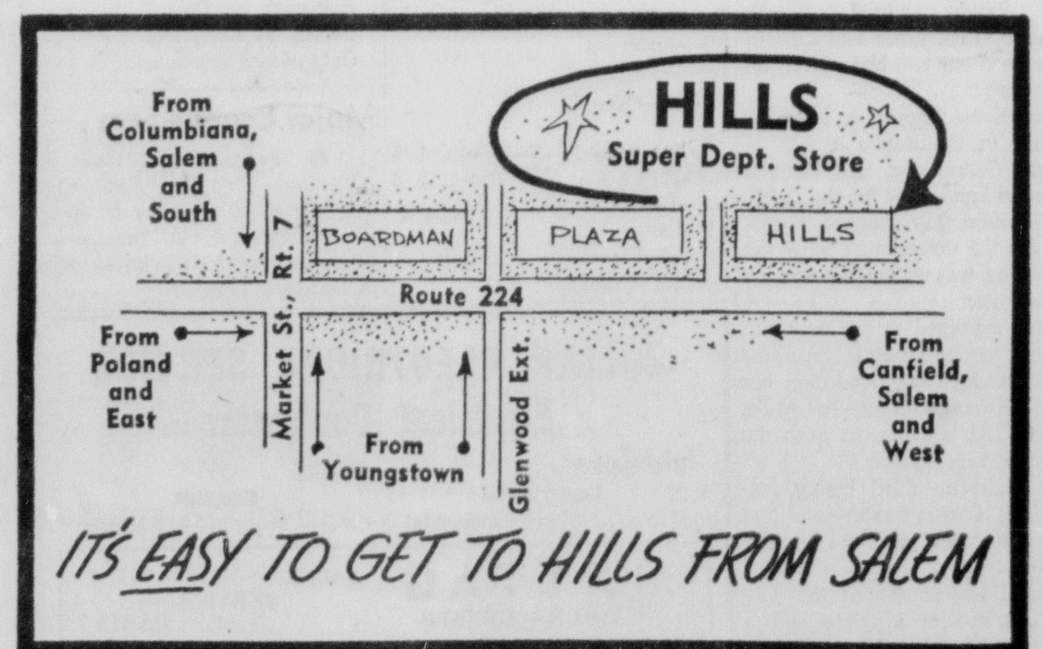 From
Columbiana,
Salem
and
South
HILLS
Super Dept. Store
Market St., Rt. 7
BOARDMAN
PLAZA
HILLS
Route 224
From
Poland
and
East
From
Youngstown
Glenwood Ext.
From
Canfield,
Salem
and
West
IT'S EASY TO GET TO HILLS FROM SALEM